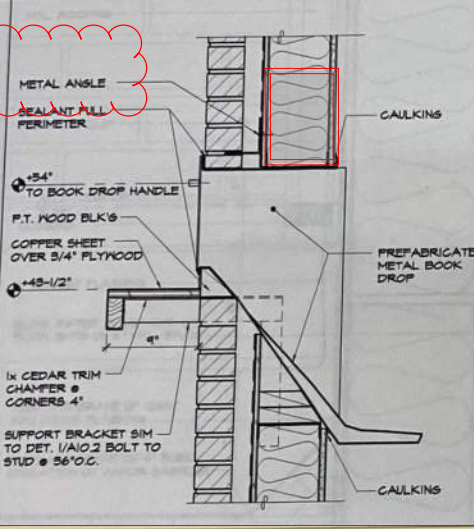 METAL ANGLE
SEALANT FULL
PERIMETER
CAULKING
+54"
TO BOOK DROP HANDLE
P.T. WOOD BLK'G
COPPER SHEET
OVER 3/4" PLYWOOD
PREFABRICATE
METAL BOOK
DROP
+43-1/2"
9"
1x CEDAR TRIM
CHAMFER @
CORNERS 4"
SUPPORT BRACKET SIM
TO DET. 1/A10.2 BOLT TO
STUD @ 36"O.C.
CAULKING